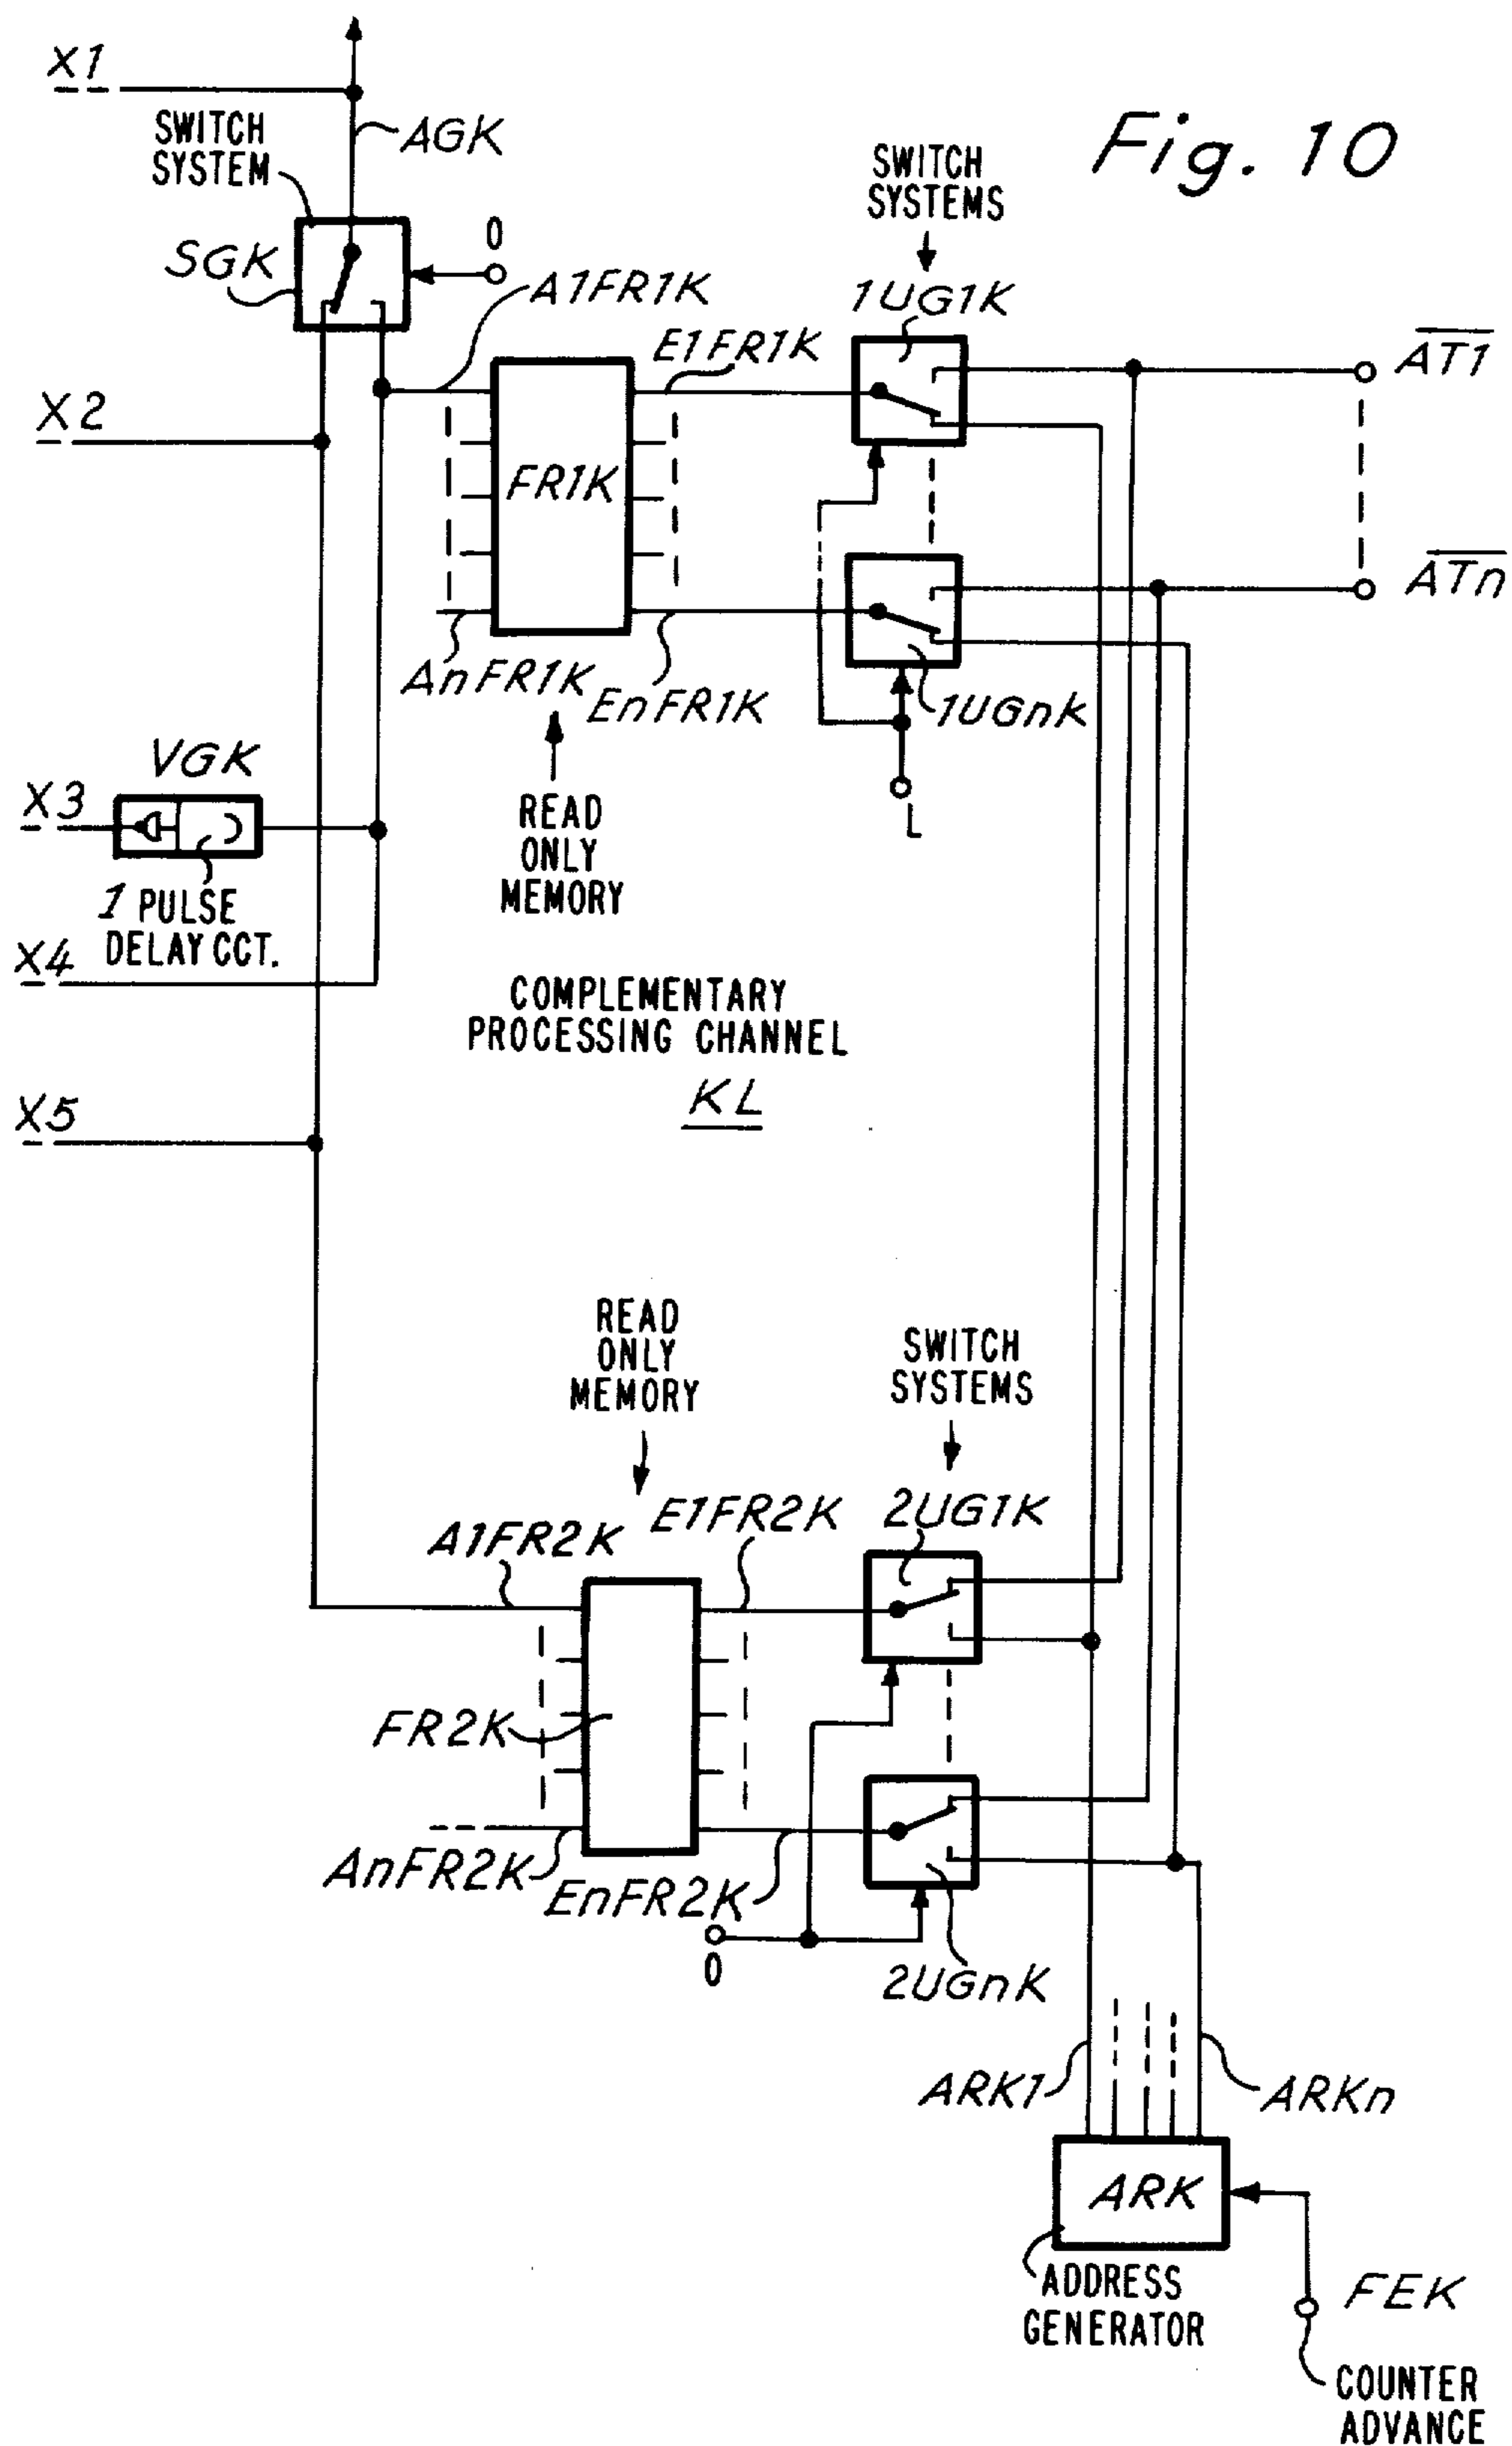 X1
AGK
Fig. 10
SWITCH
SYSTEM
SWITCH
SYSTEMS
SGK
0
A1FR1K
1UG1K
E1FR1K
AT1
X2
FR1K
ATn
AnFR1K
EnFR1K
1UGnK
VGK
X3
L
READ
ONLY
MEMORY
1 PULSE
DELAY CCT.
X4
COMPLEMENTARY
PROCESSING CHANNEL
KL
X5
READ
ONLY
MEMORY
SWITCH
SYSTEMS
A1FR2K
E1FR2K
2UG1K
FR2K
AnFR2K
EnFR2K
0
2UGnK
ARK1
ARKn
ARK
ADDRESS
GENERATOR
FEK
COUNTER
ADVANCE